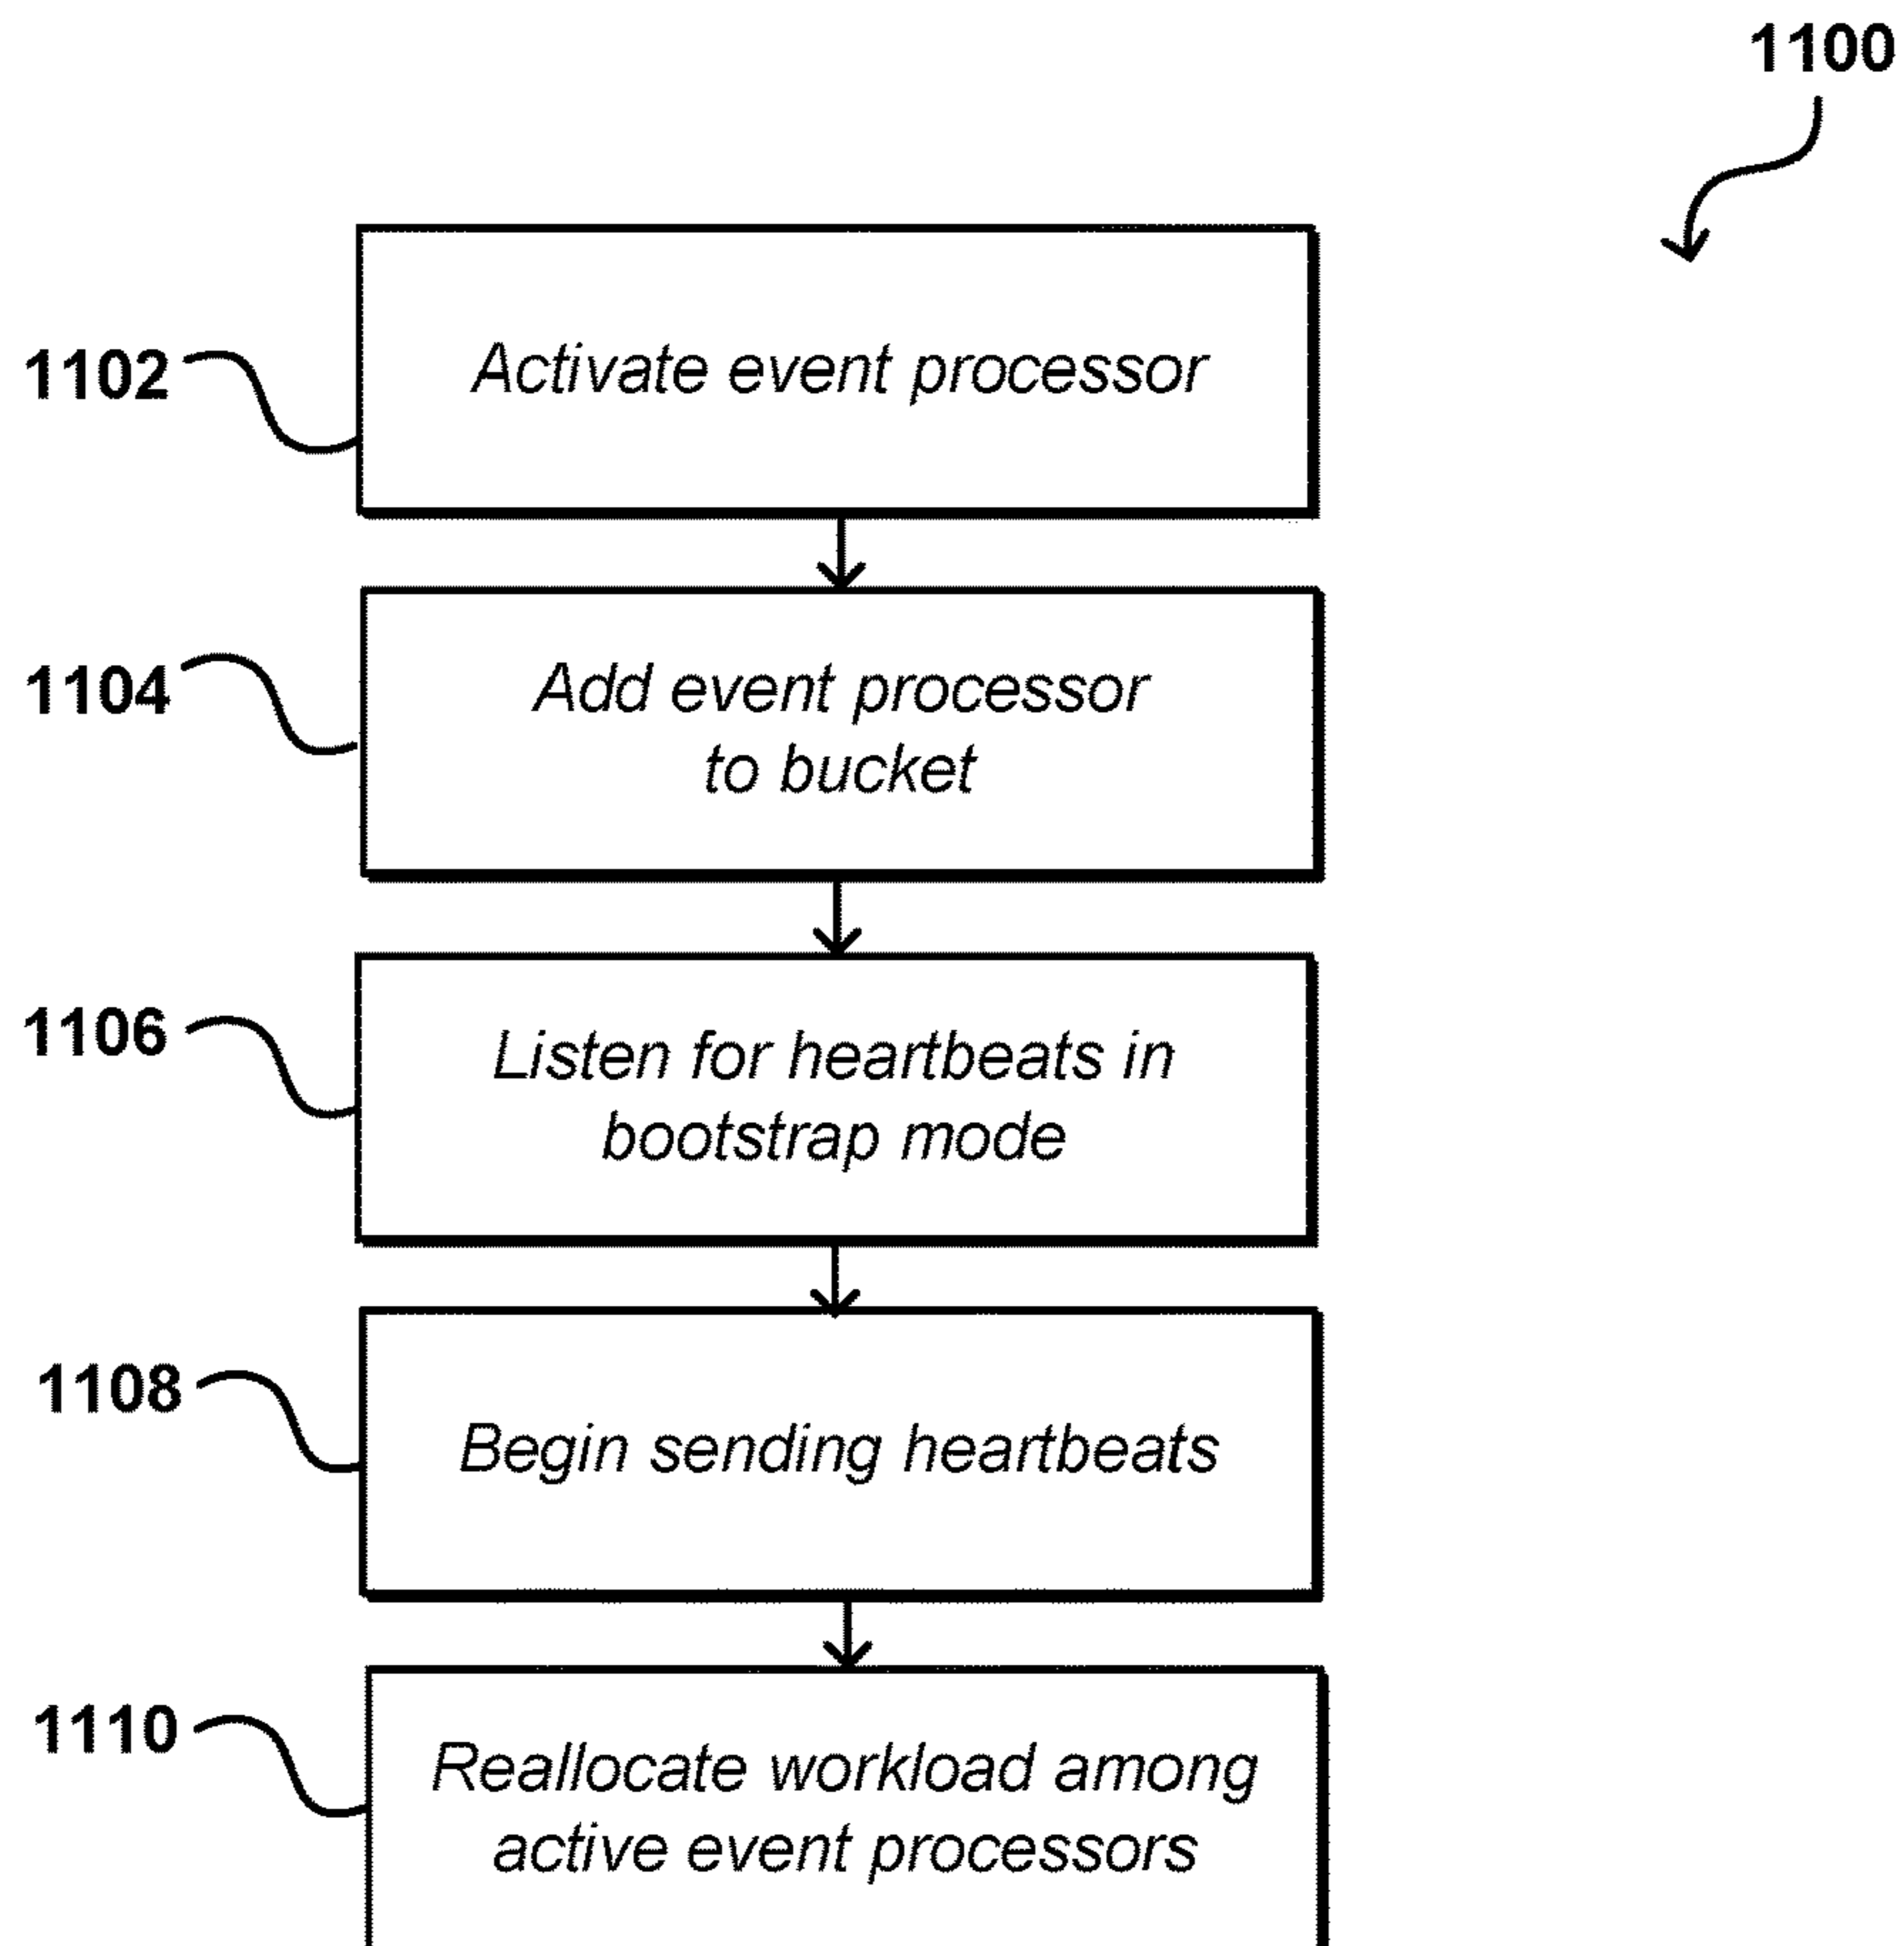 1100
1102
Activate event processor
1104
Add event processor
to bucket
1106
Listen for heartbeats in
bootstrap mode
1108
Begin sending heartbeats
1110
Reallocate workload among
active event processors